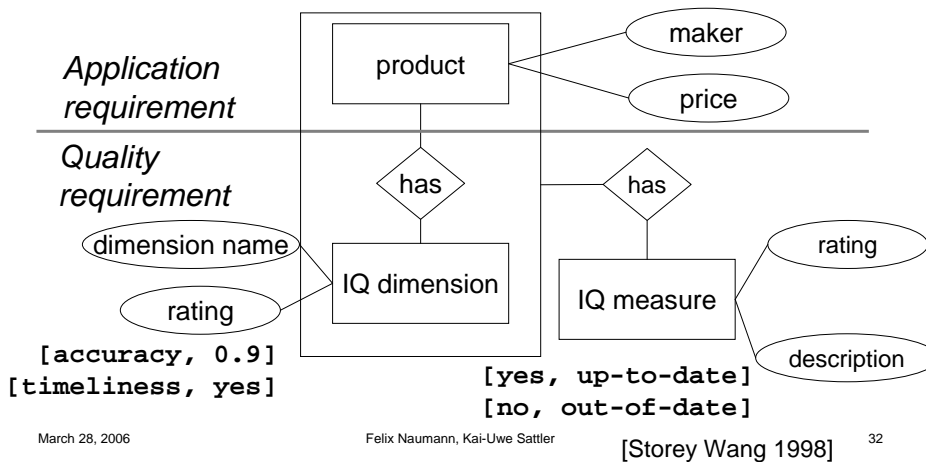 Application
requirement
product
maker
price
Quality
requirement
has
has
dimension name
rating
IQ dimension
IQ measure
rating
description
[accuracy, 0.9]
[timeliness, yes]
[yes, up-to-date]
[no, out-of-date]
March 28, 2006
Felix Naumann, Kai-Uwe Sattler
[Storey Wang 1998]
32